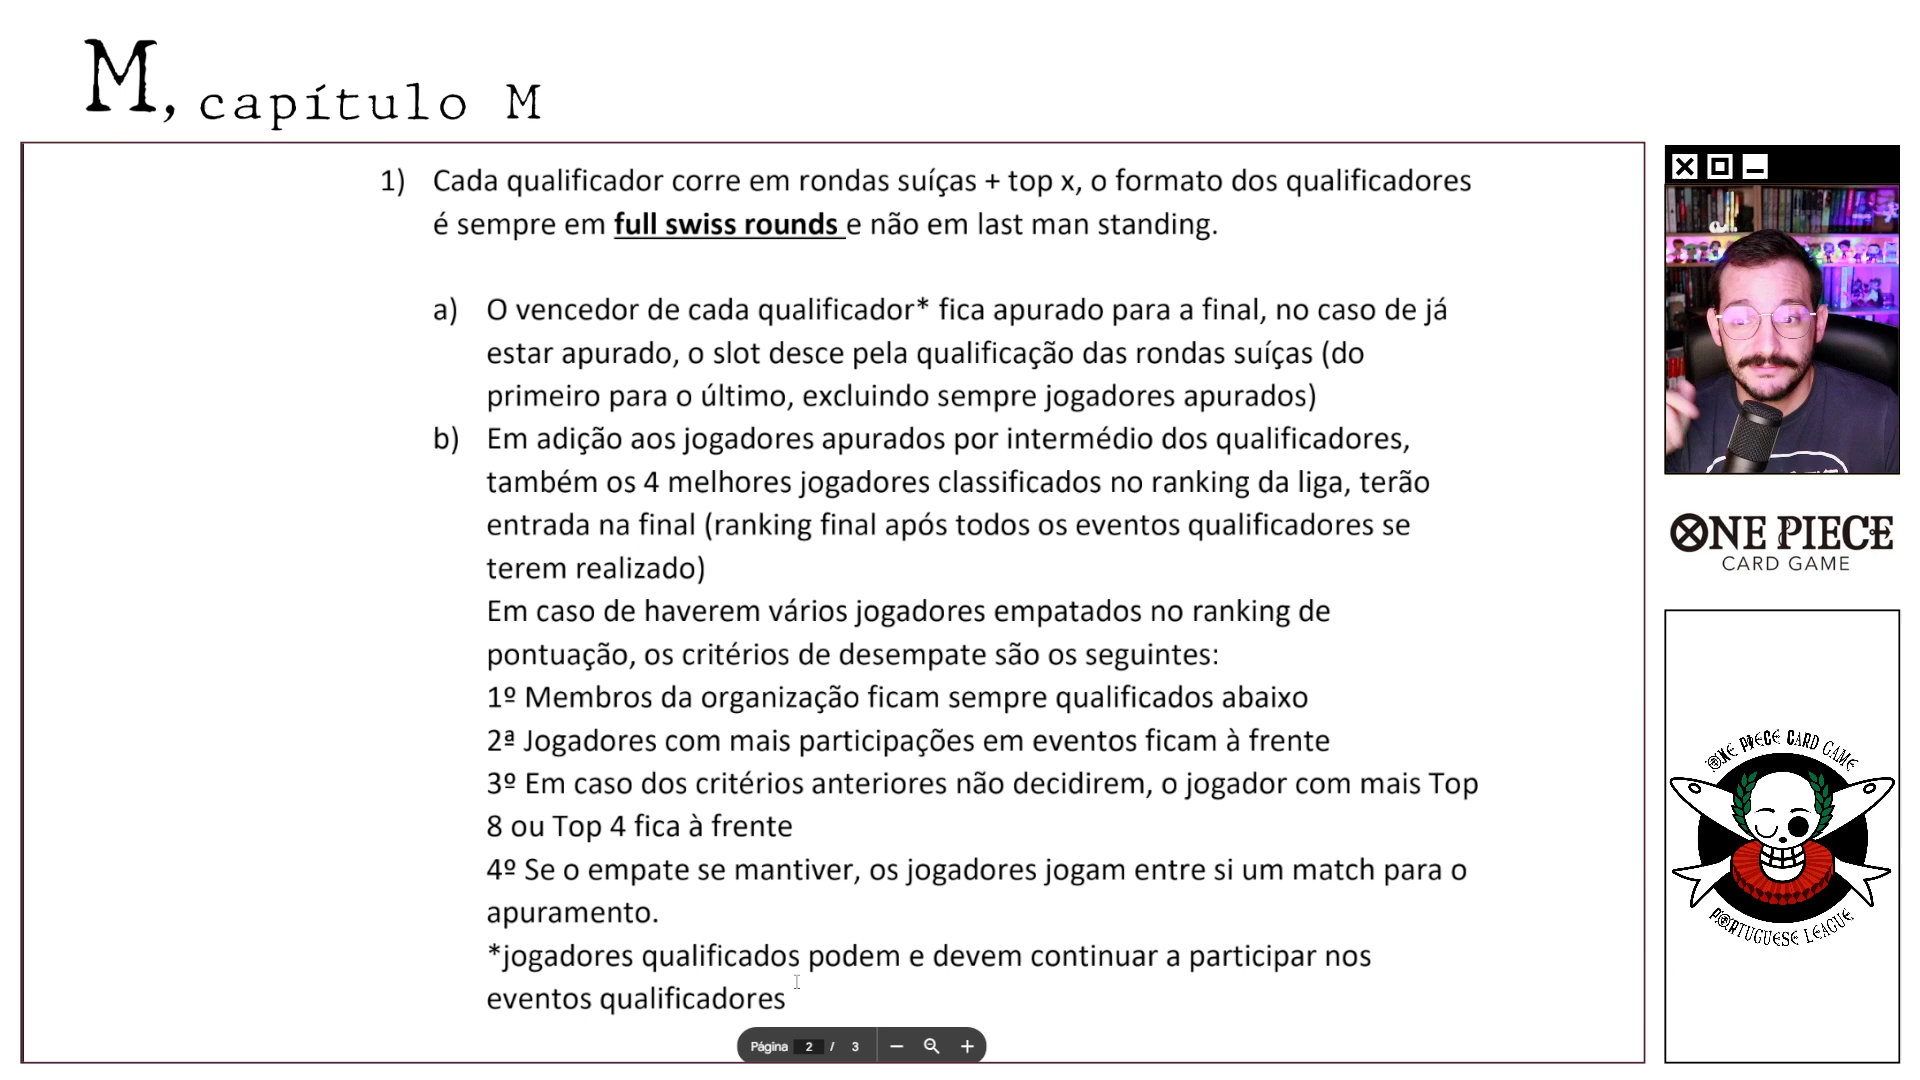 M, capítulo M
1) Cada qualificador corre em rondas suíças + top x, o formato dos qualificadores
é sempre em full swiss rounds e não em last man standing.
a) O vencedor de cada qualificador* fica apurado para a final, no caso de já
estar apurado, o slot desce pela qualificação das rondas suíças (do
primeiro para o último, excluindo sempre jogadores apurados)
b) Em adição aos jogadores apurados por intermédio dos qualificadores,
também os 4 melhores jogadores classificados no ranking da liga, terão
entrada na final (ranking final após todos os eventos qualificadores se
terem realizado)
Em caso de haverem vários jogadores empatados no ranking de
pontuação, os critérios de desempate são os seguintes:
1º Membros da organização ficam sempre qualificados abaixo
2ª Jogadores com mais participações em eventos ficam à frente
3º Em caso dos critérios anteriores não decidirem, o jogador com mais Top
8 ou Top 4 fica à frente
4º Se o empate se mantiver, os jogadores jogam entre si um match para o
apuramento.
*jogadores qualificados podem e devem continuar a participar nos
eventos qualificadores
Página 2 / 3
ONE PIECE
CARD GAME
ONE PIECE CARD GAME
PORTUGUESE LEAGUE